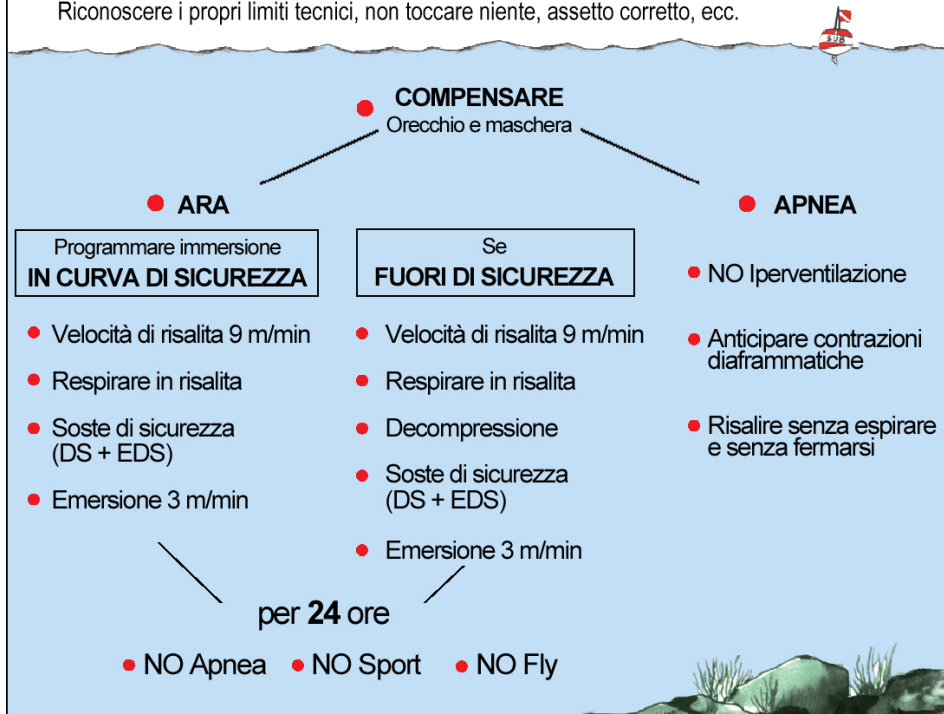 Riconoscere i propri limiti tecnici, non toccare niente, assetto corretto, ecc.
SUB
COMPENSARE
Orecchio e maschera
ARA
Programmare immersione
IN CURVA DI SICUREZZA
Velocità di risalita 9 m/min
Respirare in risalita
Soste di sicurezza
(DS + EDS)
Emersione 3 m/min
Se
FUORI DI SICUREZZA
Velocità di risalita 9 m/min
Respirare in risalita
Decompressione
Soste di sicurezza
(DS + EDS)
Emersione 3 m/min
APNEA
NO Iperventilazione
Anticipare contrazioni
diaframmatiche
Risalire senza espirare
e senza fermarsi
per 24 ore
NO Apnea
NO Sport
NO Fly